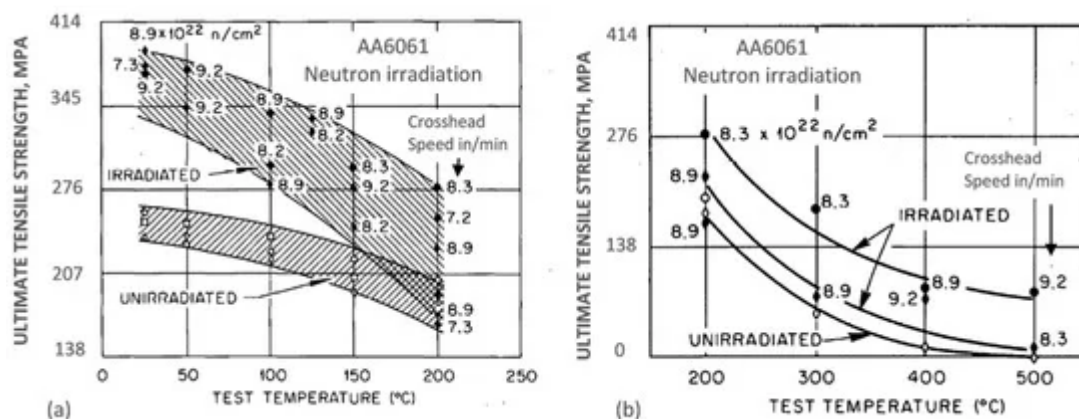 414
345
276
207
138
ULTIMATE TENSILE STRENGTH, MPA
8.9 x 10²² n/cm²
7.3
9.2
9.2
9.2
8.9
8.9
8.2
8.2
8.9
8.3
9.2
8.2
8.3
7.2
8.9
8.9
7.3
AA6061
Neutron irradiation
Crosshead
Speed in/min
IRRADIATED
UNIRRADIATED
0 50 100 150 200 250
TEST TEMPERATURE (°C)
(a)
414
276
138
0
ULTIMATE TENSILE STRENGTH, MPA
AA6061
Neutron irradiation
8.3 x 10²² n/cm²
8.9
8.9
8.3
8.9
8.9
9.2
9.2
8.3
Crosshead
Speed in/min
IRRADIATED
UNIRRADIATED
200 300 400 500
TEST TEMPERATURE (°C)
(b)